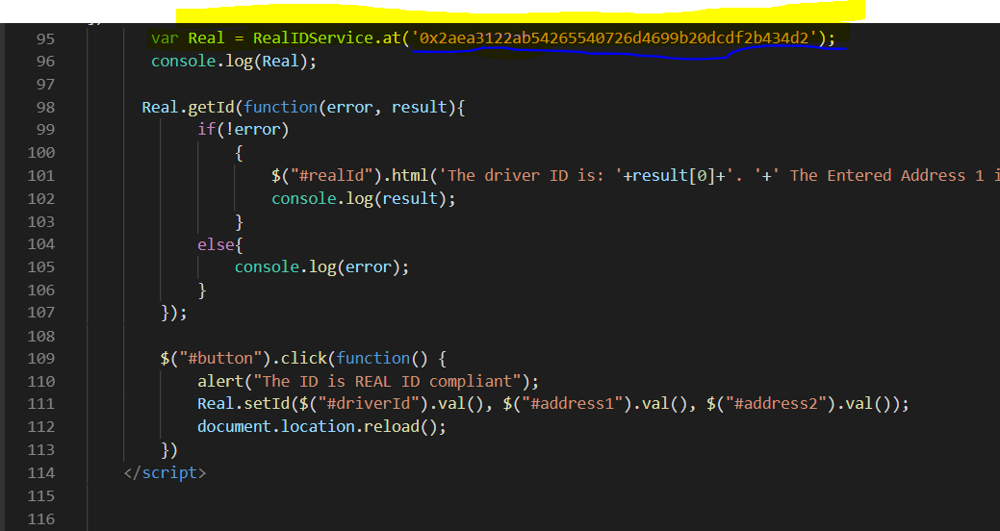 95 var Real = RealIDService.at('0x2aea3122ab54265540726d4699b20dcdf2b434d2');
96 console.log(Real);
97
98 Real.getId(function(error, result){
99 if(!error)
100 {
101 $("#realId").html('The driver ID is: '+result[0]+'. '+' The Entered Address 1 i
102 console.log(result);
103 }
104 else{
105 console.log(error);
106 }
107 });
108
109 $("#button").click(function() {
110 alert("The ID is REAL ID compliant");
111 Real.setId($("#driverId").val(), $("#address1").val(), $("#address2").val());
112 document.location.reload();
113 })
114 </script>
115
116